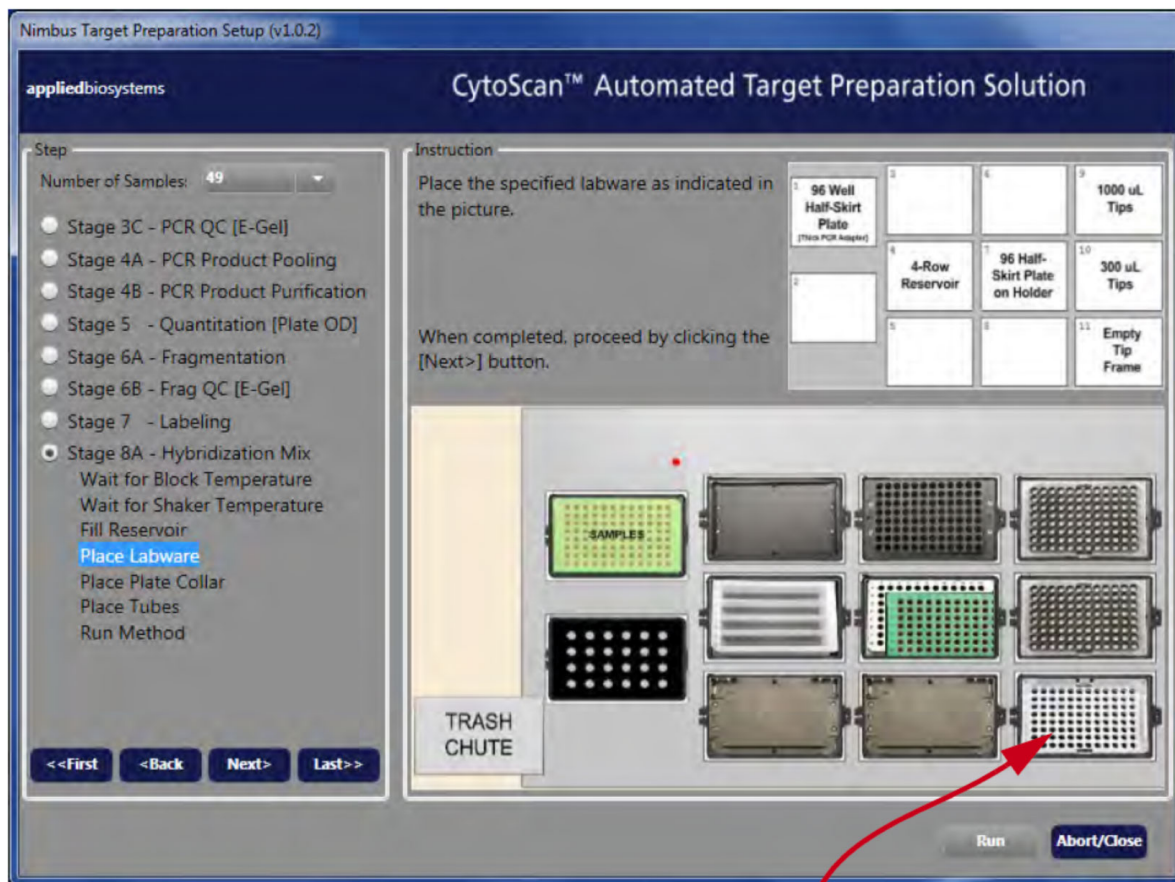 Nimbus Target Preparation Setup (v1.0.2)
appliedbiosystems
CytoScan™ Automated Target Preparation Solution
Step
Number of Samples: 49
Stage 3C - PCR QC [E-Gel]
Stage 4A - PCR Product Pooling
Stage 4B - PCR Product Purification
Stage 5 - Quantitation [Plate OD]
Stage 6A - Fragmentation
Stage 6B - Frag QC [E-Gel]
Stage 7 - Labeling
Stage 8A - Hybridization Mix
Wait for Block Temperature
Wait for Shaker Temperature
Fill Reservoir
Place Labware
Place Plate Collar
Place Tubes
Run Method
<<First
<Back
Next>
Last>>
Instruction
Place the specified labware as indicated in
the picture.
When completed, proceed by clicking the
[Next>] button.
1
96 Well
Half-Skirt
Plate
[Thick PCR Adapter]
2
3
4
4-Row
Reservoir
5
6
7
96 Half-
Skirt Plate
on Holder
8
9
1000 uL
Tips
10
300 uL
Tips
11
Empty
Tip
Frame
SAMPLES
TRASH
CHUTE
Run
Abort/Close